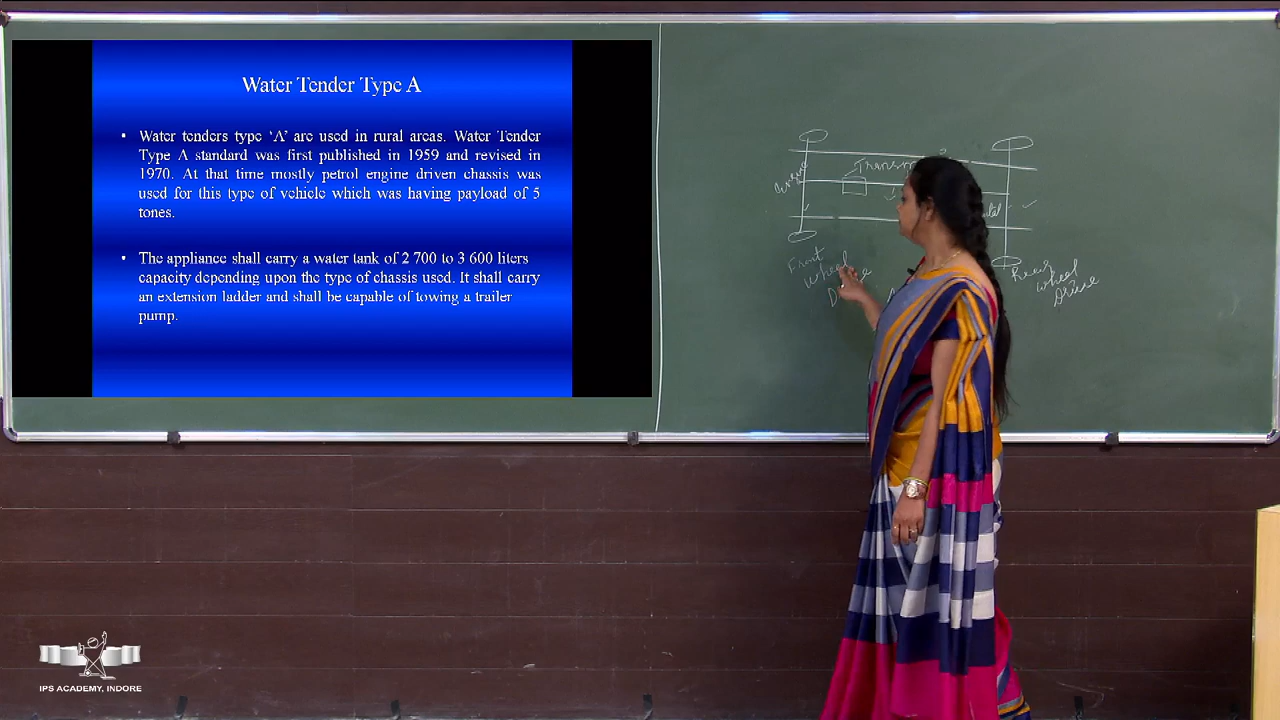 Water Tender Type A
• Water tenders type ‘A’ are used in rural areas. Water Tender
Type A standard was first published in 1959 and revised in
1970. At that time mostly petrol engine driven chassis was
used for this type of vehicle which was having payload of 5
tones.
• The appliance shall carry a water tank of 2 700 to 3 600 liters
capacity depending upon the type of chassis used. It shall carry
an extension ladder and shall be capable of towing a trailer
pump.
Front
Wheel
Rear
Wheel
Drive
IPS ACADEMY, INDORE